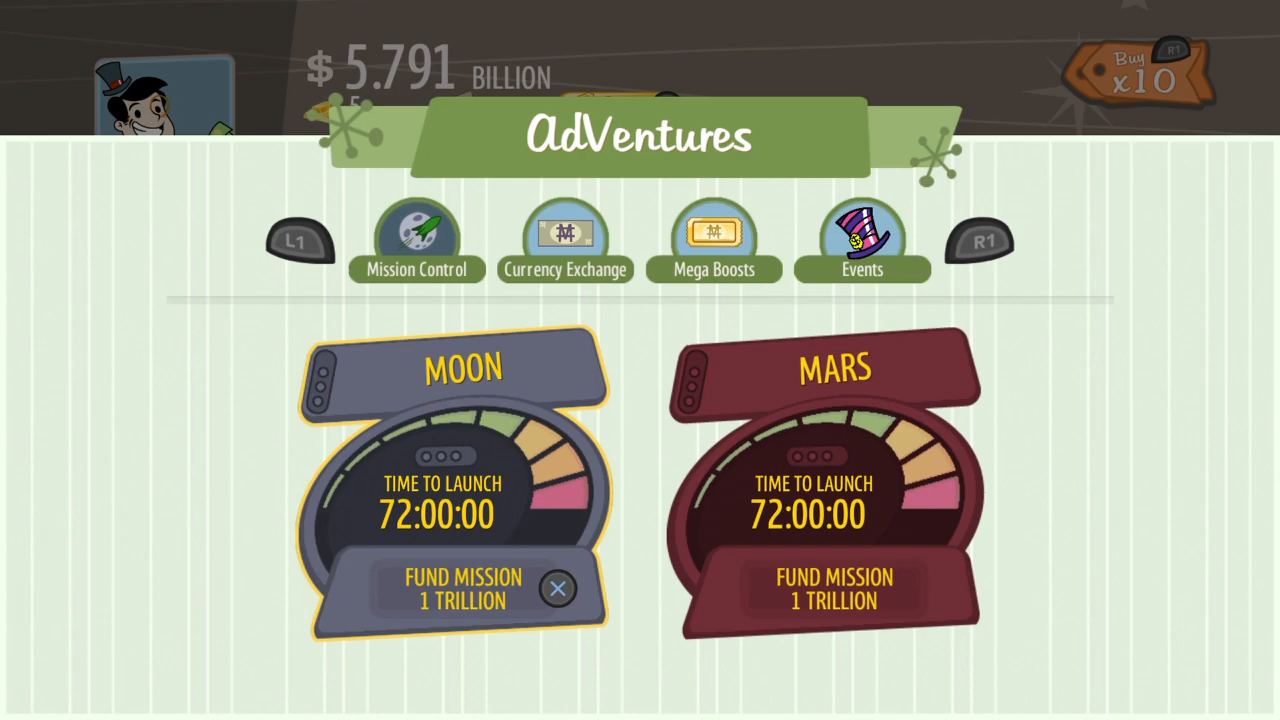 $ 5.791 BILLION
5
Buy
R1
x10
AdVentures
L1
Mission Control
Currency Exchange
Mega Boosts
Events
R1
MOON
TIME TO LAUNCH
72:00:00
FUND MISSION
1 TRILLION
MARS
TIME TO LAUNCH
72:00:00
FUND MISSION
1 TRILLION